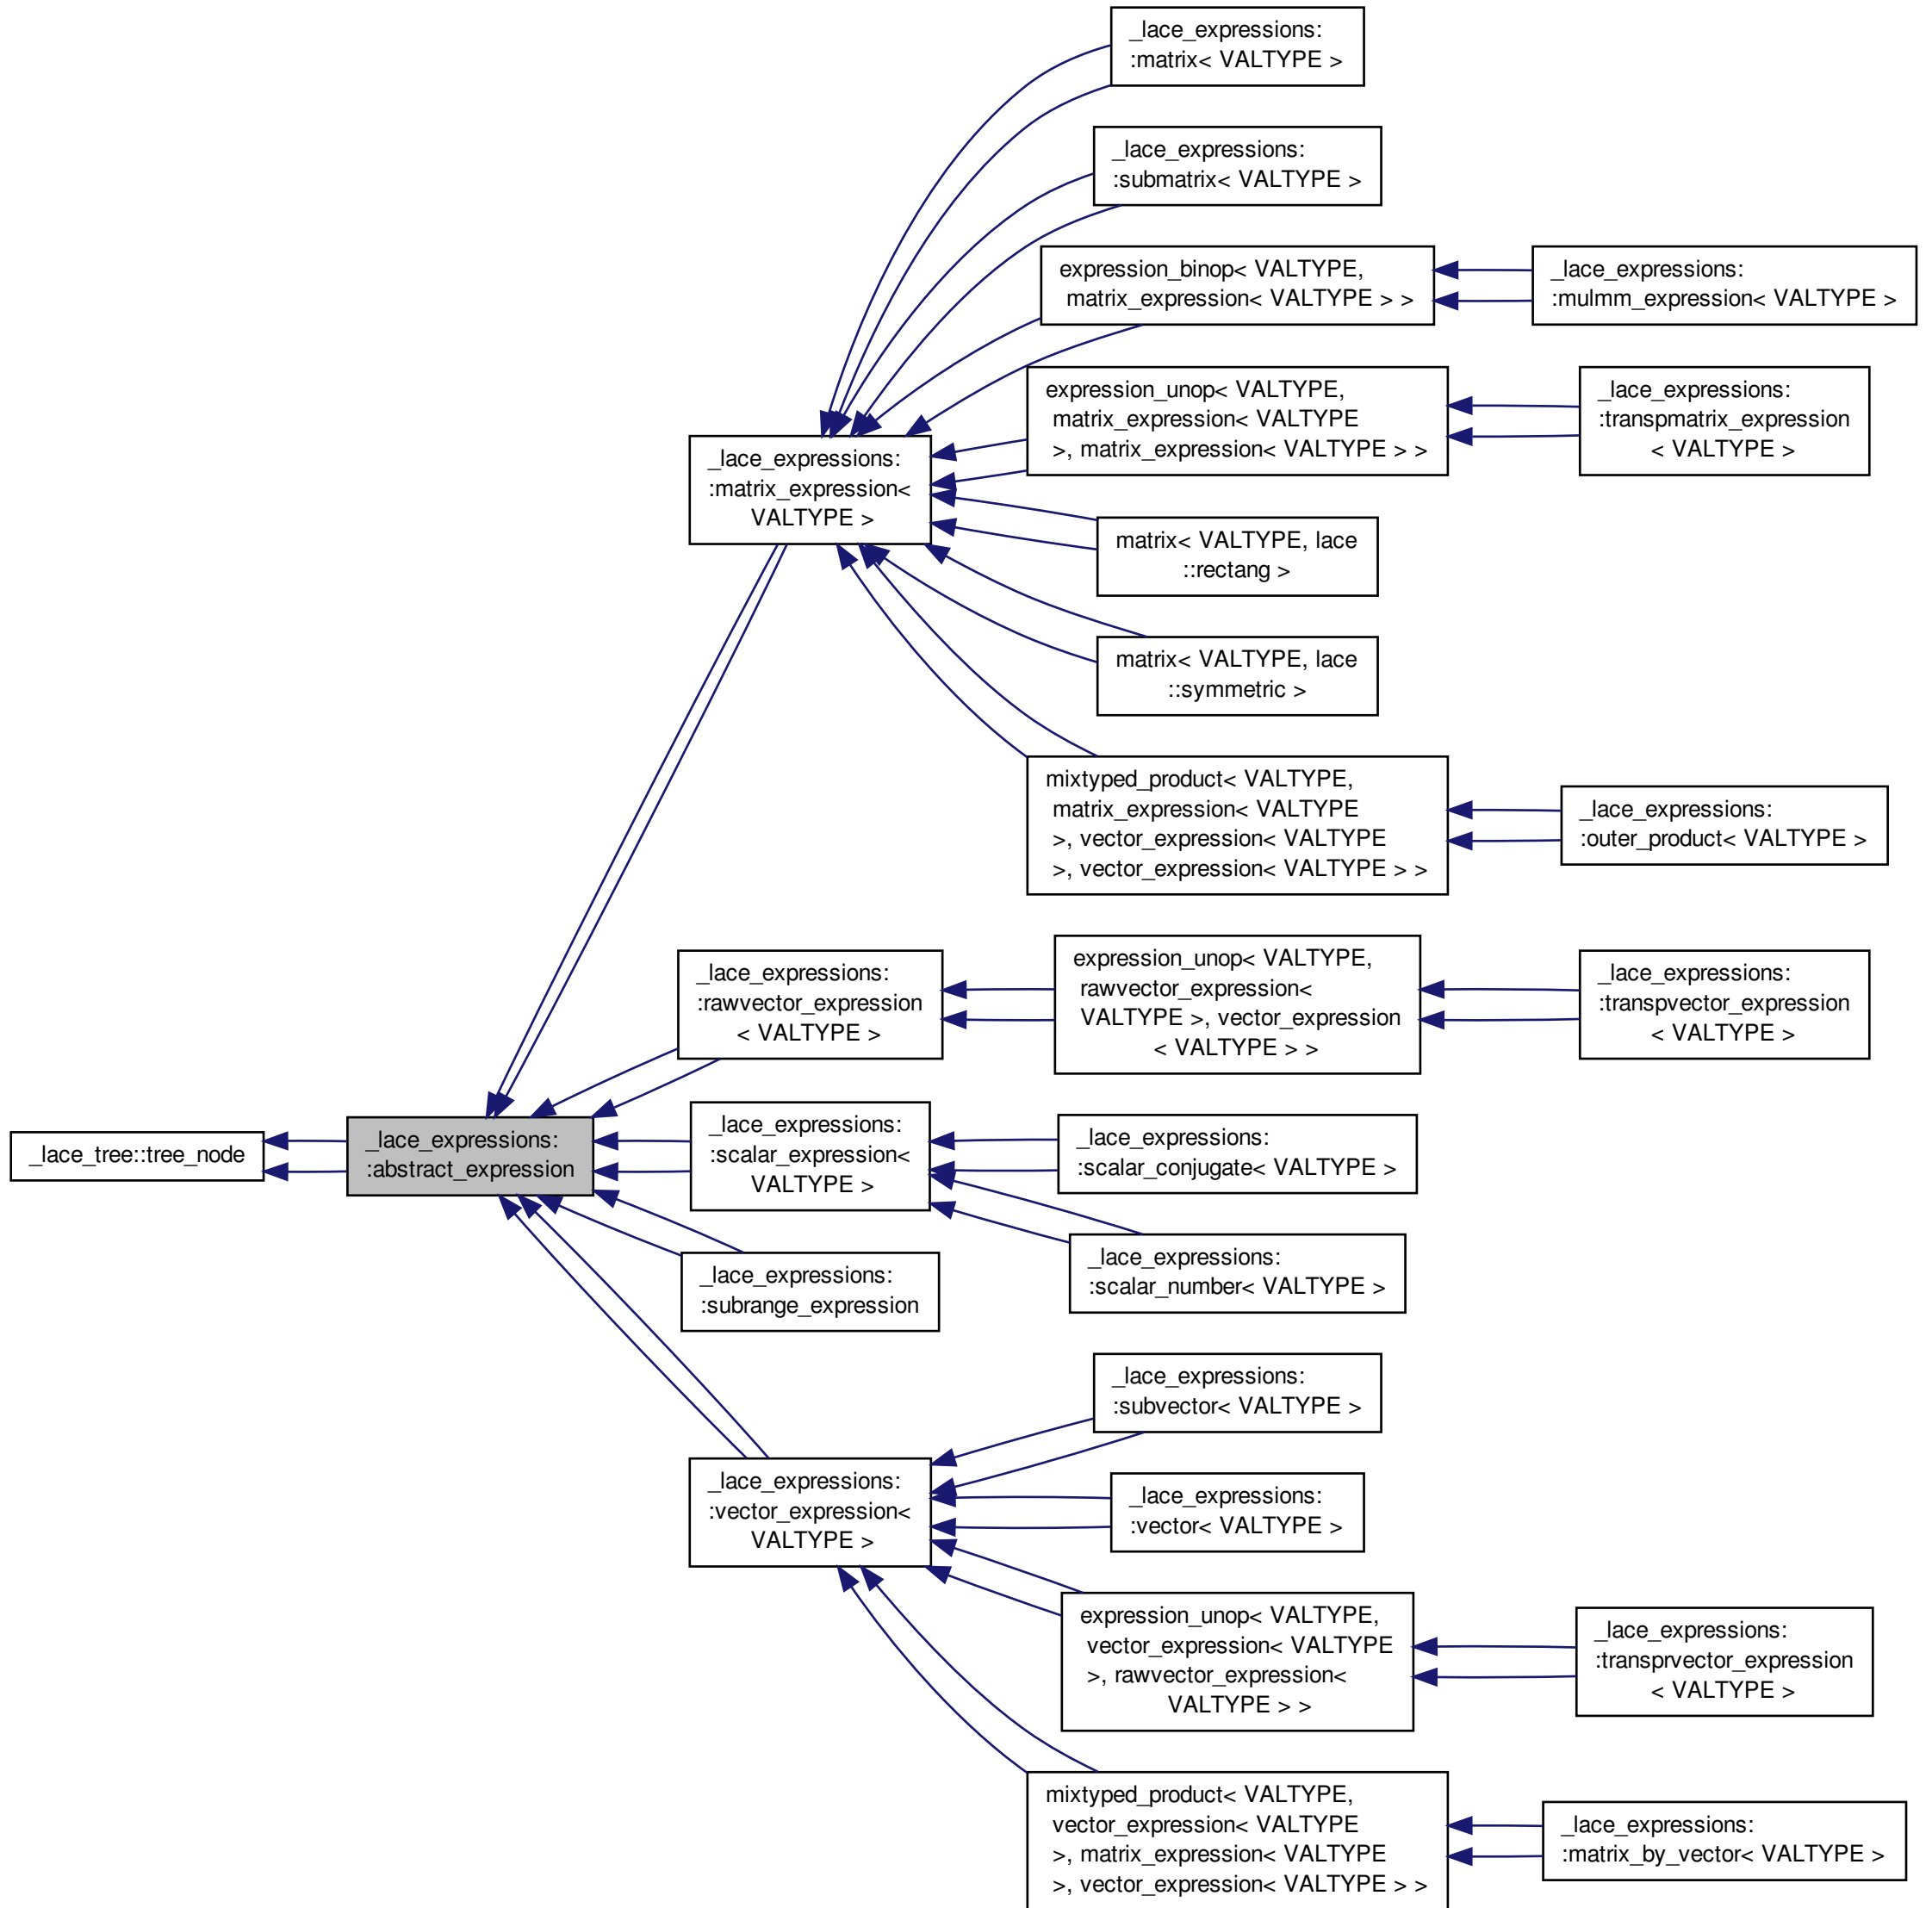 _lace_expressions:
:matrix< VALTYPE >
_lace_expressions:
:submatrix< VALTYPE >
expression_binop< VALTYPE,
matrix_expression< VALTYPE > >
_lace_expressions:
:mulmm_expression< VALTYPE >
expression_unop< VALTYPE,
matrix_expression< VALTYPE
>, matrix_expression< VALTYPE > >
_lace_expressions:
:transpmatrix_expression
< VALTYPE >
_lace_expressions:
:matrix_expression<
VALTYPE >
matrix< VALTYPE, lace
::rectang >
matrix< VALTYPE, lace
::symmetric >
mixtyped_product< VALTYPE,
matrix_expression< VALTYPE
>, vector_expression< VALTYPE
>, vector_expression< VALTYPE > >
_lace_expressions:
:outer_product< VALTYPE >
_lace_expressions:
:rawvector_expression
< VALTYPE >
expression_unop< VALTYPE,
rawvector_expression<
VALTYPE >, vector_expression
< VALTYPE > >
_lace_expressions:
:transpvector_expression
< VALTYPE >
_lace_tree::tree_node
_lace_expressions:
:abstract_expression
_lace_expressions:
:scalar_expression<
VALTYPE >
_lace_expressions:
:scalar_conjugate< VALTYPE >
_lace_expressions:
:scalar_number< VALTYPE >
_lace_expressions:
:subrange_expression
_lace_expressions:
:subvector< VALTYPE >
_lace_expressions:
:vector_expression<
VALTYPE >
_lace_expressions:
:vector< VALTYPE >
expression_unop< VALTYPE,
vector_expression< VALTYPE
>, rawvector_expression<
VALTYPE > >
_lace_expressions:
:transprvector_expression
< VALTYPE >
mixtyped_product< VALTYPE,
vector_expression< VALTYPE
>, matrix_expression< VALTYPE
>, vector_expression< VALTYPE > >
_lace_expressions:
:matrix_by_vector< VALTYPE >